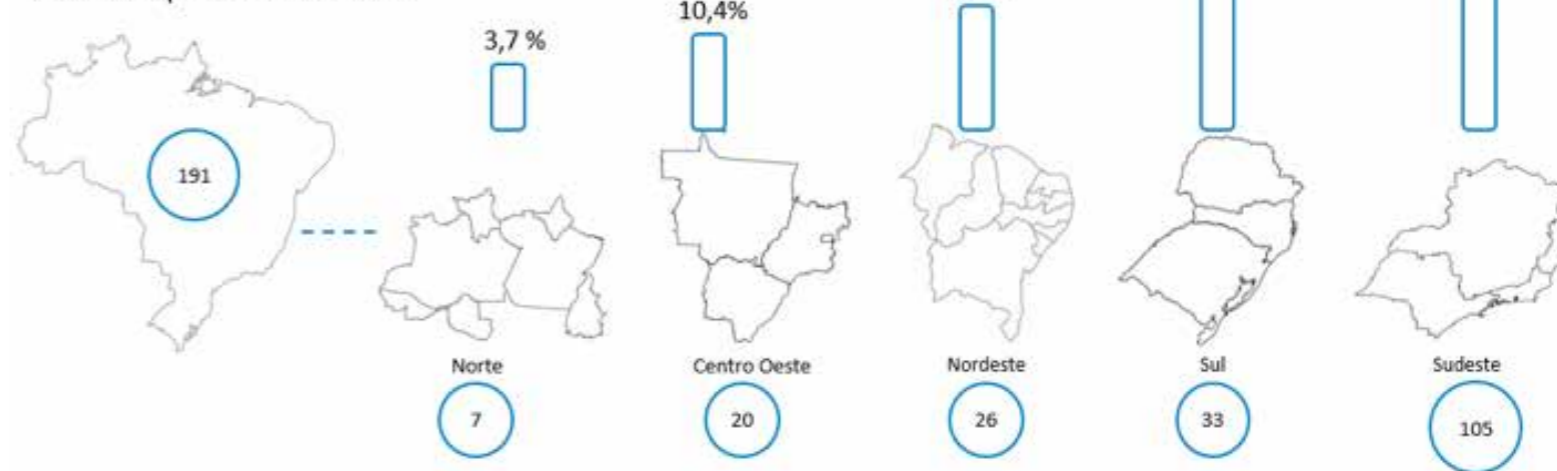 10,4%
3,7 %
191
Norte
Centro Oeste
Nordeste
Sul
Sudeste
7
20
26
33
105